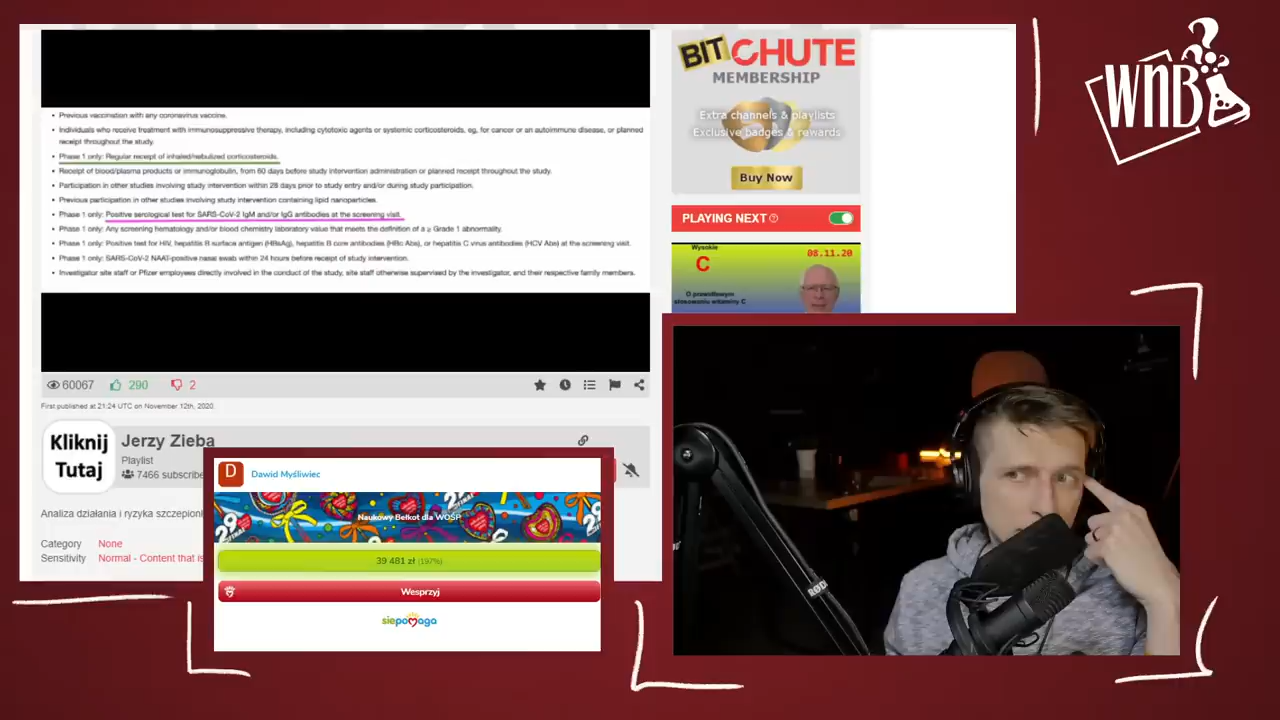 • Previous vaccination with any coronavirus vaccine.
• Individuals who receive treatment with immunosuppressive therapy, including cytotoxic agents or systemic corticosteroids, eg, for cancer or an autoimmune disease, or planned
receipt throughout the study.
• Phase 1 only: Regular receipt of inhaled/nebulized corticosteroids.
• Receipt of blood/plasma products or immunoglobulin, from 60 days before study intervention administration or planned receipt throughout the study.
• Participation in other studies involving study intervention within 28 days prior to study entry and/or during study participation.
• Previous participation in other studies involving study intervention containing lipid nanoparticles.
• Phase 1 only: Positive serological test for SARS-CoV-2 IgM and/or IgG antibodies at the screening visit.
• Phase 1 only: Any screening hematology and/or blood chemistry laboratory value that meets the definition of a ≥ Grade 1 abnormality.
• Phase 1 only: Positive test for HIV, hepatitis B surface antigen (HBsAg), hepatitis B core antibodies (HBc Abs), or hepatitis C virus antibodies (HCV Abs) at the screening visit.
• Phase 1 only: SARS-CoV-2 NAAT-positive nasal swab within 24 hours before receipt of study intervention.
• Investigator site staff or Pfizer employees directly involved in the conduct of the study, site staff otherwise supervised by the investigator, and their respective family members.
60067 290 2
First published at 21:24 UTC on November 12th, 2020.
Kliknij
Tutaj
Jerzy Zieba
Playlist
7466 subscribe
Analiza działania i ryzyka szczepion
Category None
Sensitivity Normal - Content that is
BITCHUTE
MEMBERSHIP
Extra channels & playlists
Exclusive badges & rewards
Buy Now
PLAYING NEXT
Wysokie
C
08.11.20
O prawidłowym
stosowaniu witaminy C
WNB
D
Dawid Myśliwiec
Naukowy Bełkot dla WOŚP
39 481 zł (197%)
Wesprzyj
siepomaga
RØDE